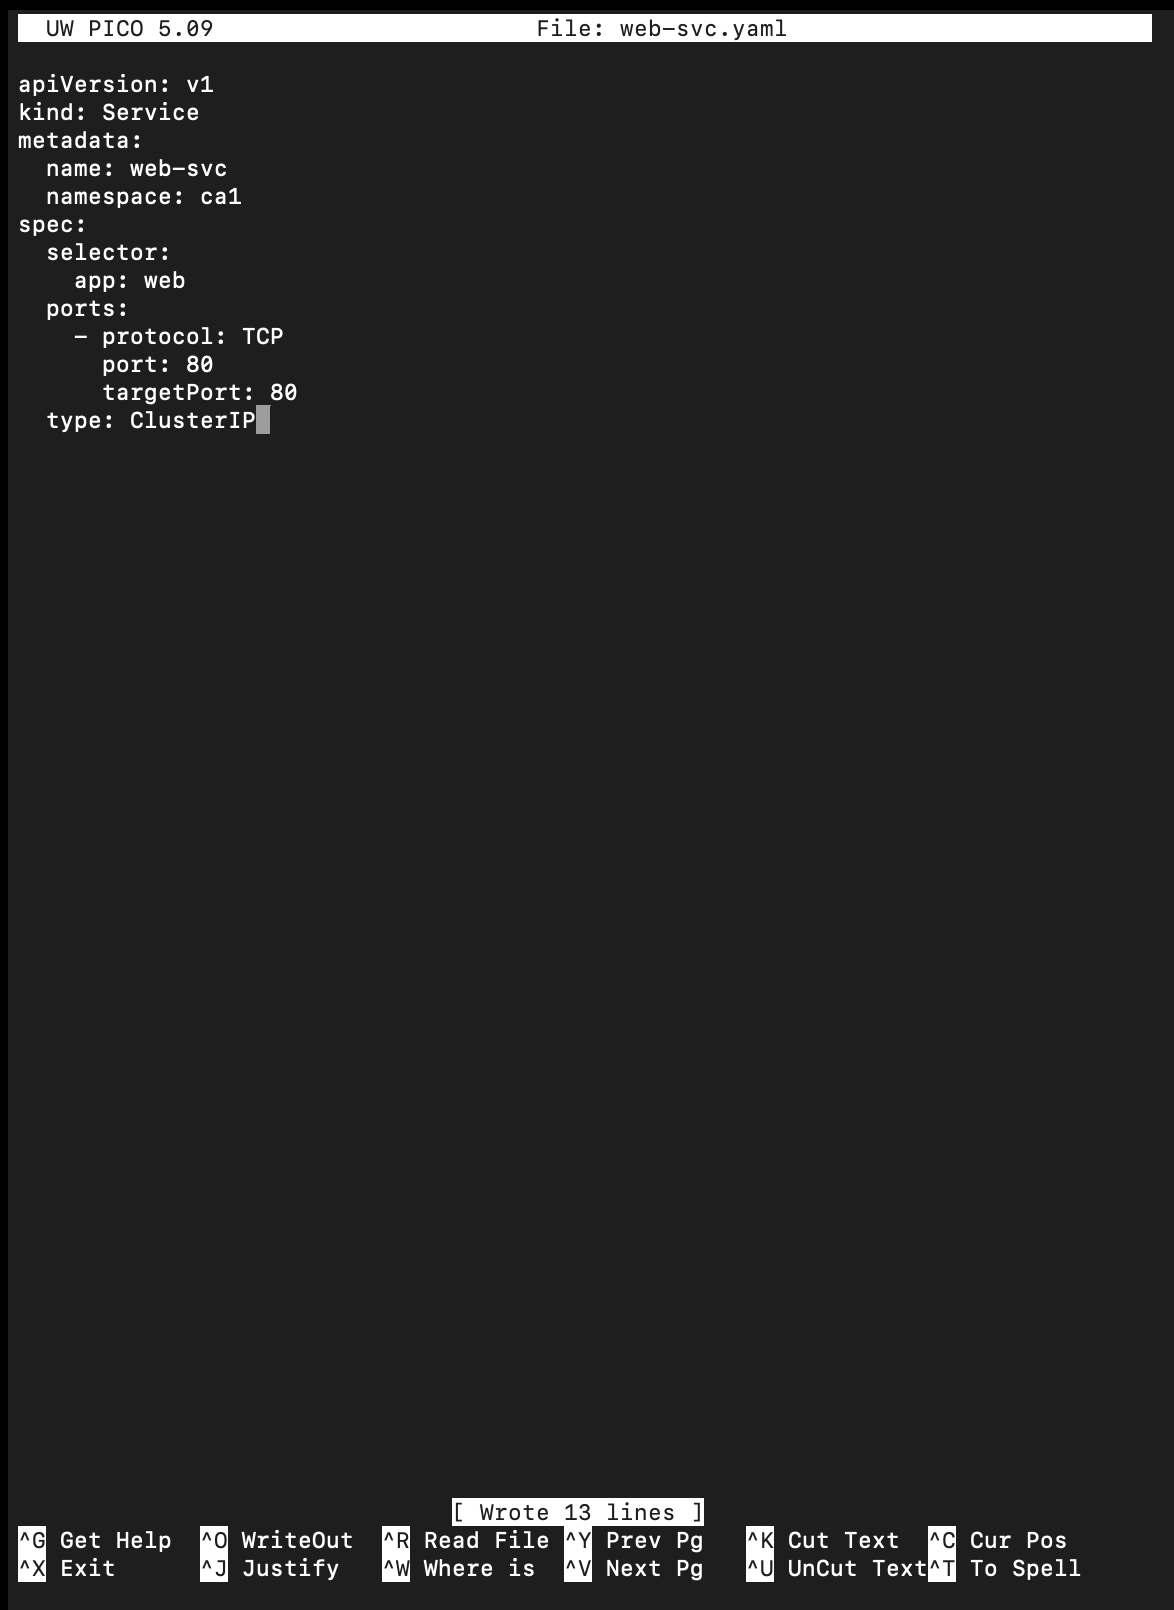 UW PICO 5.09 File: web-svc.yaml
apiVersion: v1
kind: Service
metadata:
  name: web-svc
  namespace: ca1
spec:
  selector:
    app: web
  ports:
    - protocol: TCP
      port: 80
      targetPort: 80
  type: ClusterIP
[ Wrote 13 lines ]
^G Get Help ^O WriteOut ^R Read File ^Y Prev Pg ^K Cut Text ^C Cur Pos
^X Exit ^J Justify ^W Where is ^V Next Pg ^U UnCut Text ^T To Spell